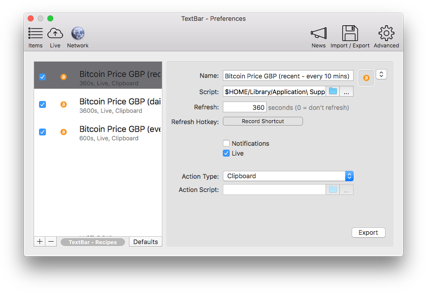 TextBar - Preferences
Items Live Network News Import / Export Advanced
Bitcoin Price GBP (rec
360s, Live, Clipboard
Bitcoin Price GBP (dai
Live, Clipboard
Bitcoin Price GBP (eve
600s, Live, Clipboard
+ − TextBar - Recipes Defaults
Name: Bitcoin Price GBP (recent - every 10 mins)
Script: $HOME/Library/Application\ Supp ...
Refresh: 360 seconds (0 = don't refresh)
Refresh Hotkey: Record Shortcut
Notifications
Live
Action Type: Clipboard
Action Script: ...
Export